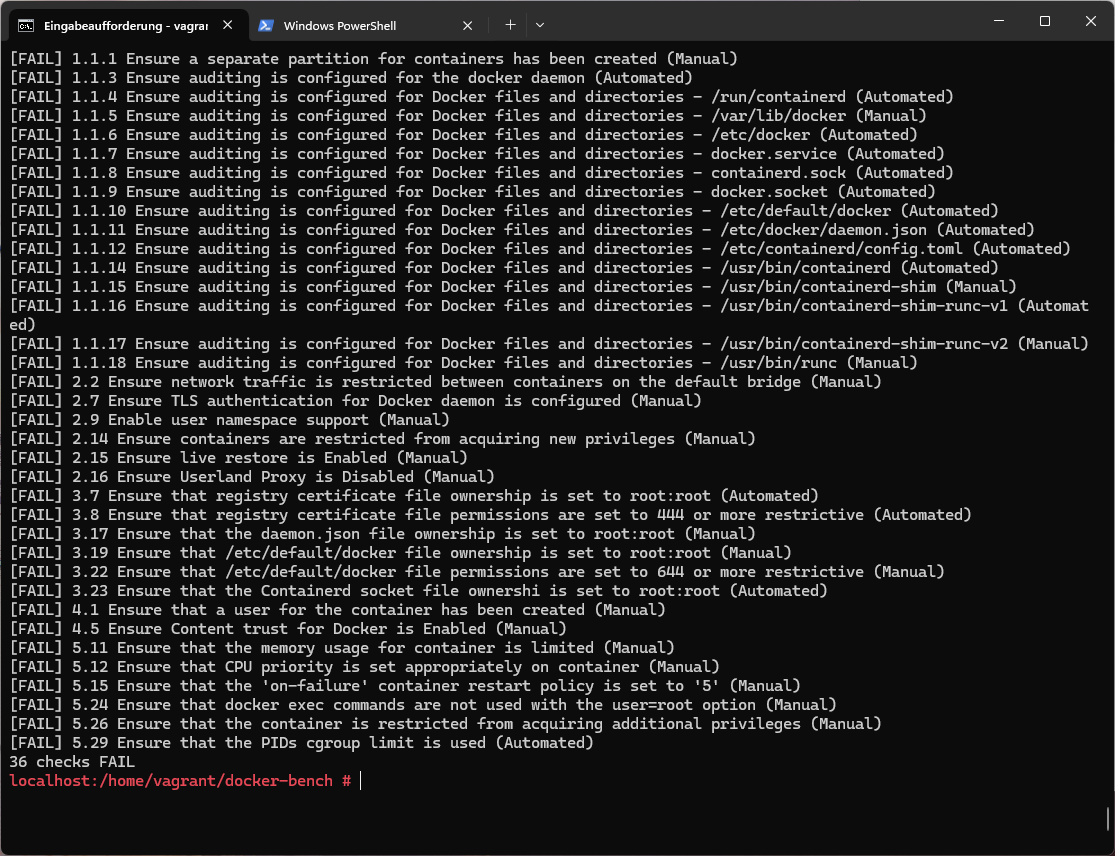 Eingabeaufforderung - vagrar
Windows PowerShell
[FAIL] 1.1.1 Ensure a separate partition for containers has been created (Manual)
[FAIL] 1.1.3 Ensure auditing is configured for the docker daemon (Automated)
[FAIL] 1.1.4 Ensure auditing is configured for Docker files and directories - /run/containerd (Automated)
[FAIL] 1.1.5 Ensure auditing is configured for Docker files and directories - /var/lib/docker (Manual)
[FAIL] 1.1.6 Ensure auditing is configured for Docker files and directories - /etc/docker (Automated)
[FAIL] 1.1.7 Ensure auditing is configured for Docker files and directories - docker.service (Automated)
[FAIL] 1.1.8 Ensure auditing is configured for Docker files and directories - containerd.sock (Automated)
[FAIL] 1.1.9 Ensure auditing is configured for Docker files and directories - docker.socket (Automated)
[FAIL] 1.1.10 Ensure auditing is configured for Docker files and directories - /etc/default/docker (Automated)
[FAIL] 1.1.11 Ensure auditing is configured for Docker files and directories - /etc/docker/daemon.json (Automated)
[FAIL] 1.1.12 Ensure auditing is configured for Docker files and directories - /etc/containerd/config.toml (Automated)
[FAIL] 1.1.14 Ensure auditing is configured for Docker files and directories - /usr/bin/containerd (Automated)
[FAIL] 1.1.15 Ensure auditing is configured for Docker files and directories - /usr/bin/containerd-shim (Manual)
[FAIL] 1.1.16 Ensure auditing is configured for Docker files and directories - /usr/bin/containerd-shim-runc-v1 (Automat
ed)
[FAIL] 1.1.17 Ensure auditing is configured for Docker files and directories - /usr/bin/containerd-shim-runc-v2 (Manual)
[FAIL] 1.1.18 Ensure auditing is configured for Docker files and directories - /usr/bin/runc (Manual)
[FAIL] 2.2 Ensure network traffic is restricted between containers on the default bridge (Manual)
[FAIL] 2.7 Ensure TLS authentication for Docker daemon is configured (Manual)
[FAIL] 2.9 Enable user namespace support (Manual)
[FAIL] 2.14 Ensure containers are restricted from acquiring new privileges (Manual)
[FAIL] 2.15 Ensure live restore is Enabled (Manual)
[FAIL] 2.16 Ensure Userland Proxy is Disabled (Manual)
[FAIL] 3.7 Ensure that registry certificate file ownership is set to root:root (Automated)
[FAIL] 3.8 Ensure that registry certificate file permissions are set to 444 or more restrictive (Automated)
[FAIL] 3.17 Ensure that the daemon.json file ownership is set to root:root (Manual)
[FAIL] 3.19 Ensure that /etc/default/docker file ownership is set to root:root (Manual)
[FAIL] 3.22 Ensure that /etc/default/docker file permissions are set to 644 or more restrictive (Manual)
[FAIL] 3.23 Ensure that the Containerd socket file ownershi is set to root:root (Automated)
[FAIL] 4.1 Ensure that a user for the container has been created (Manual)
[FAIL] 4.5 Ensure Content trust for Docker is Enabled (Manual)
[FAIL] 5.11 Ensure that the memory usage for container is limited (Manual)
[FAIL] 5.12 Ensure that CPU priority is set appropriately on container (Manual)
[FAIL] 5.15 Ensure that the 'on-failure' container restart policy is set to '5' (Manual)
[FAIL] 5.24 Ensure that docker exec commands are not used with the user=root option (Manual)
[FAIL] 5.26 Ensure that the container is restricted from acquiring additional privileges (Manual)
[FAIL] 5.29 Ensure that the PIDs cgroup limit is used (Automated)
36 checks FAIL
localhost:/home/vagrant/docker-bench #